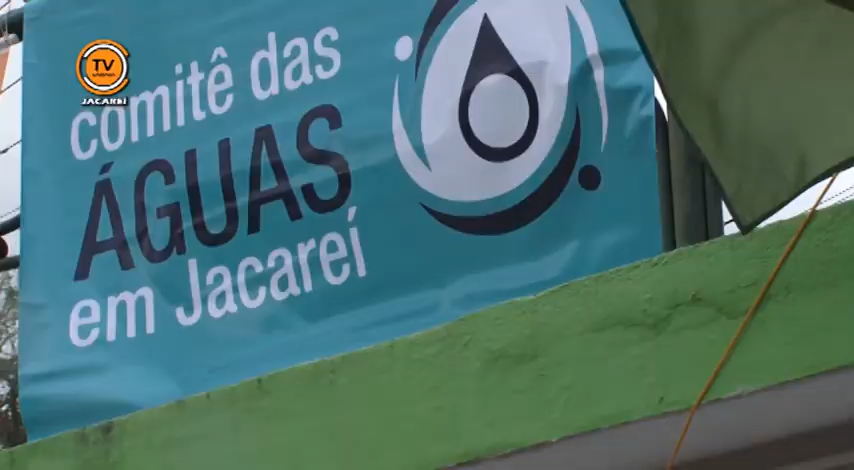 TV
JACAREÍ
comitê das
ÁGUAS
em Jacareí